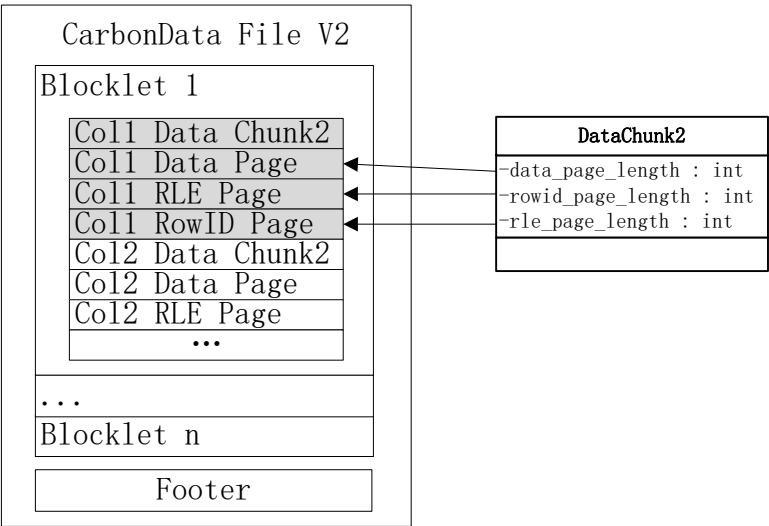 CarbonData File V2
Blocklet 1
Col1 Data Chunk2
Col1 Data Page
Col1 RLE Page
Col1 RowID Page
Col2 Data Chunk2
Col2 Data Page
Col2 RLE Page
...
...
Blocklet n
Footer
DataChunk2
-data_page_length : int
-rowid_page_length : int
-rle_page_length : int